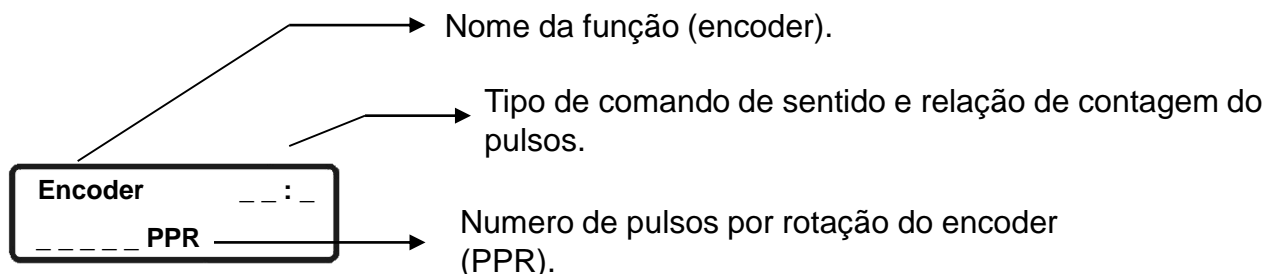 Nome da função (encoder).
Tipo de comando de sentido e relação de contagem do
pulsos.
Encoder _ _ : _
_ _ _ _ _ PPR
Numero de pulsos por rotação do encoder
(PPR).